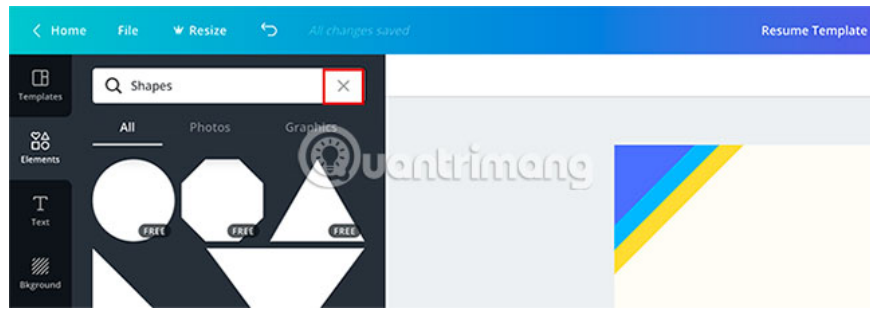 Home File Resize All changes saved Resume Template
Templates
Shapes
All Photos Graphics
Elements
FREE FREE FREE
Text
Bkground
Quantrimang